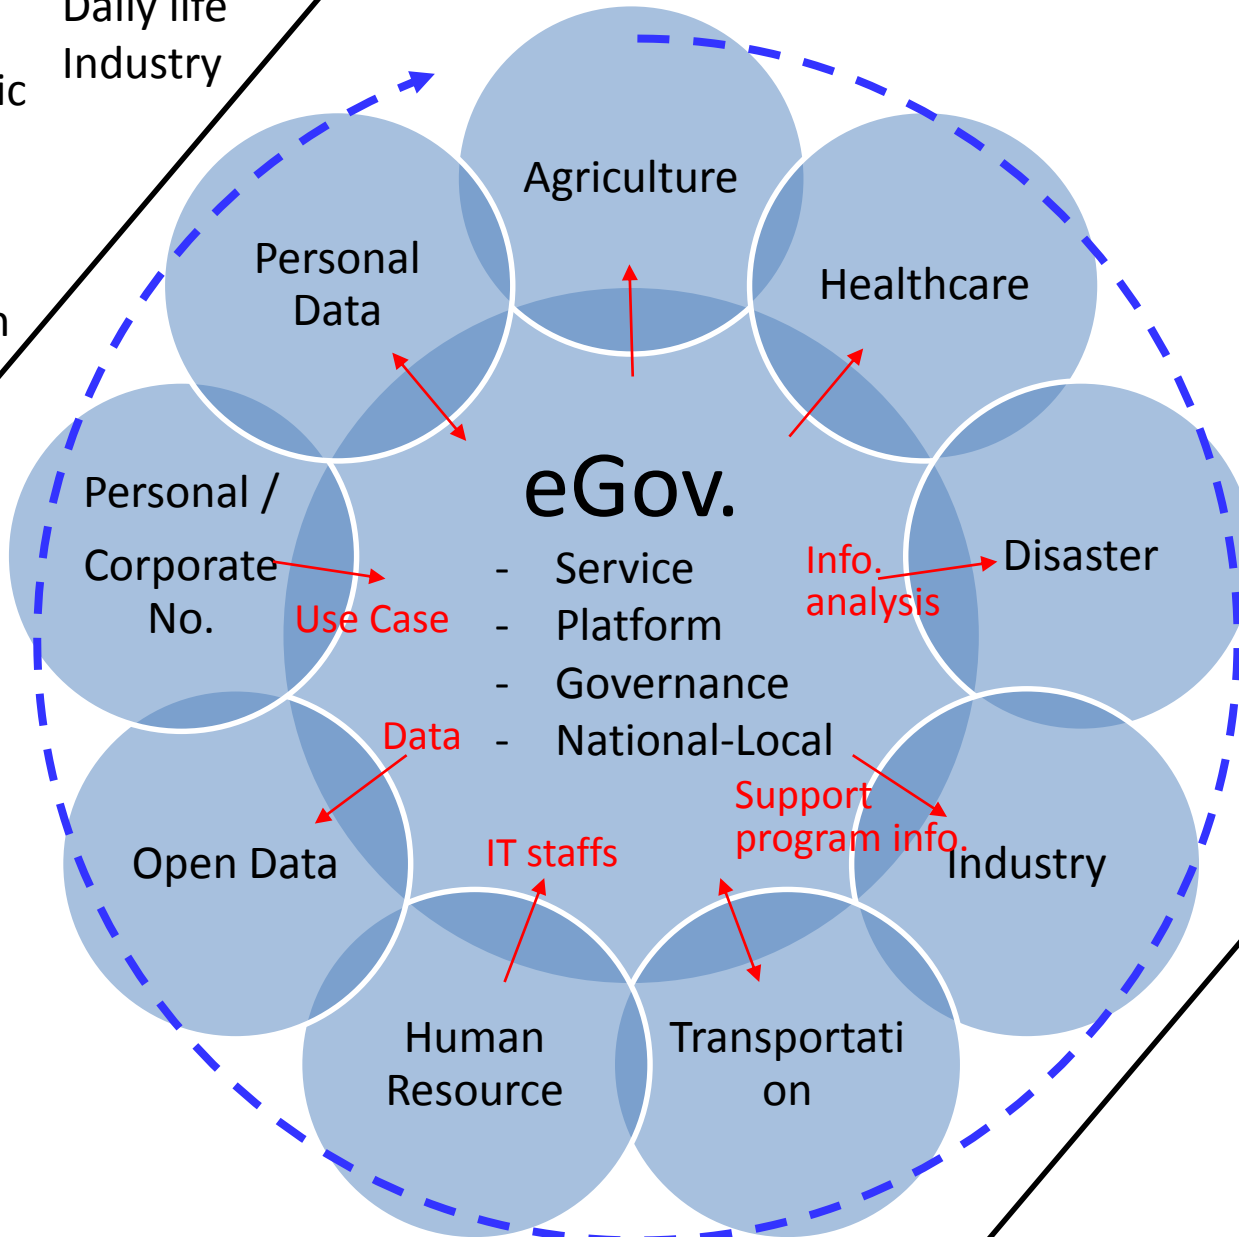 Daily life
Industry
ic
n
Agriculture
Personal
Data
Healthcare
Personal /
Corporate
No.
eGov.
- Service
- Platform
- Governance
- National-Local
Use Case
Info.
analysis
Disaster
Data
Support
program info.
IT staffs
Open Data
Industry
Human
Resource
Transportati
on